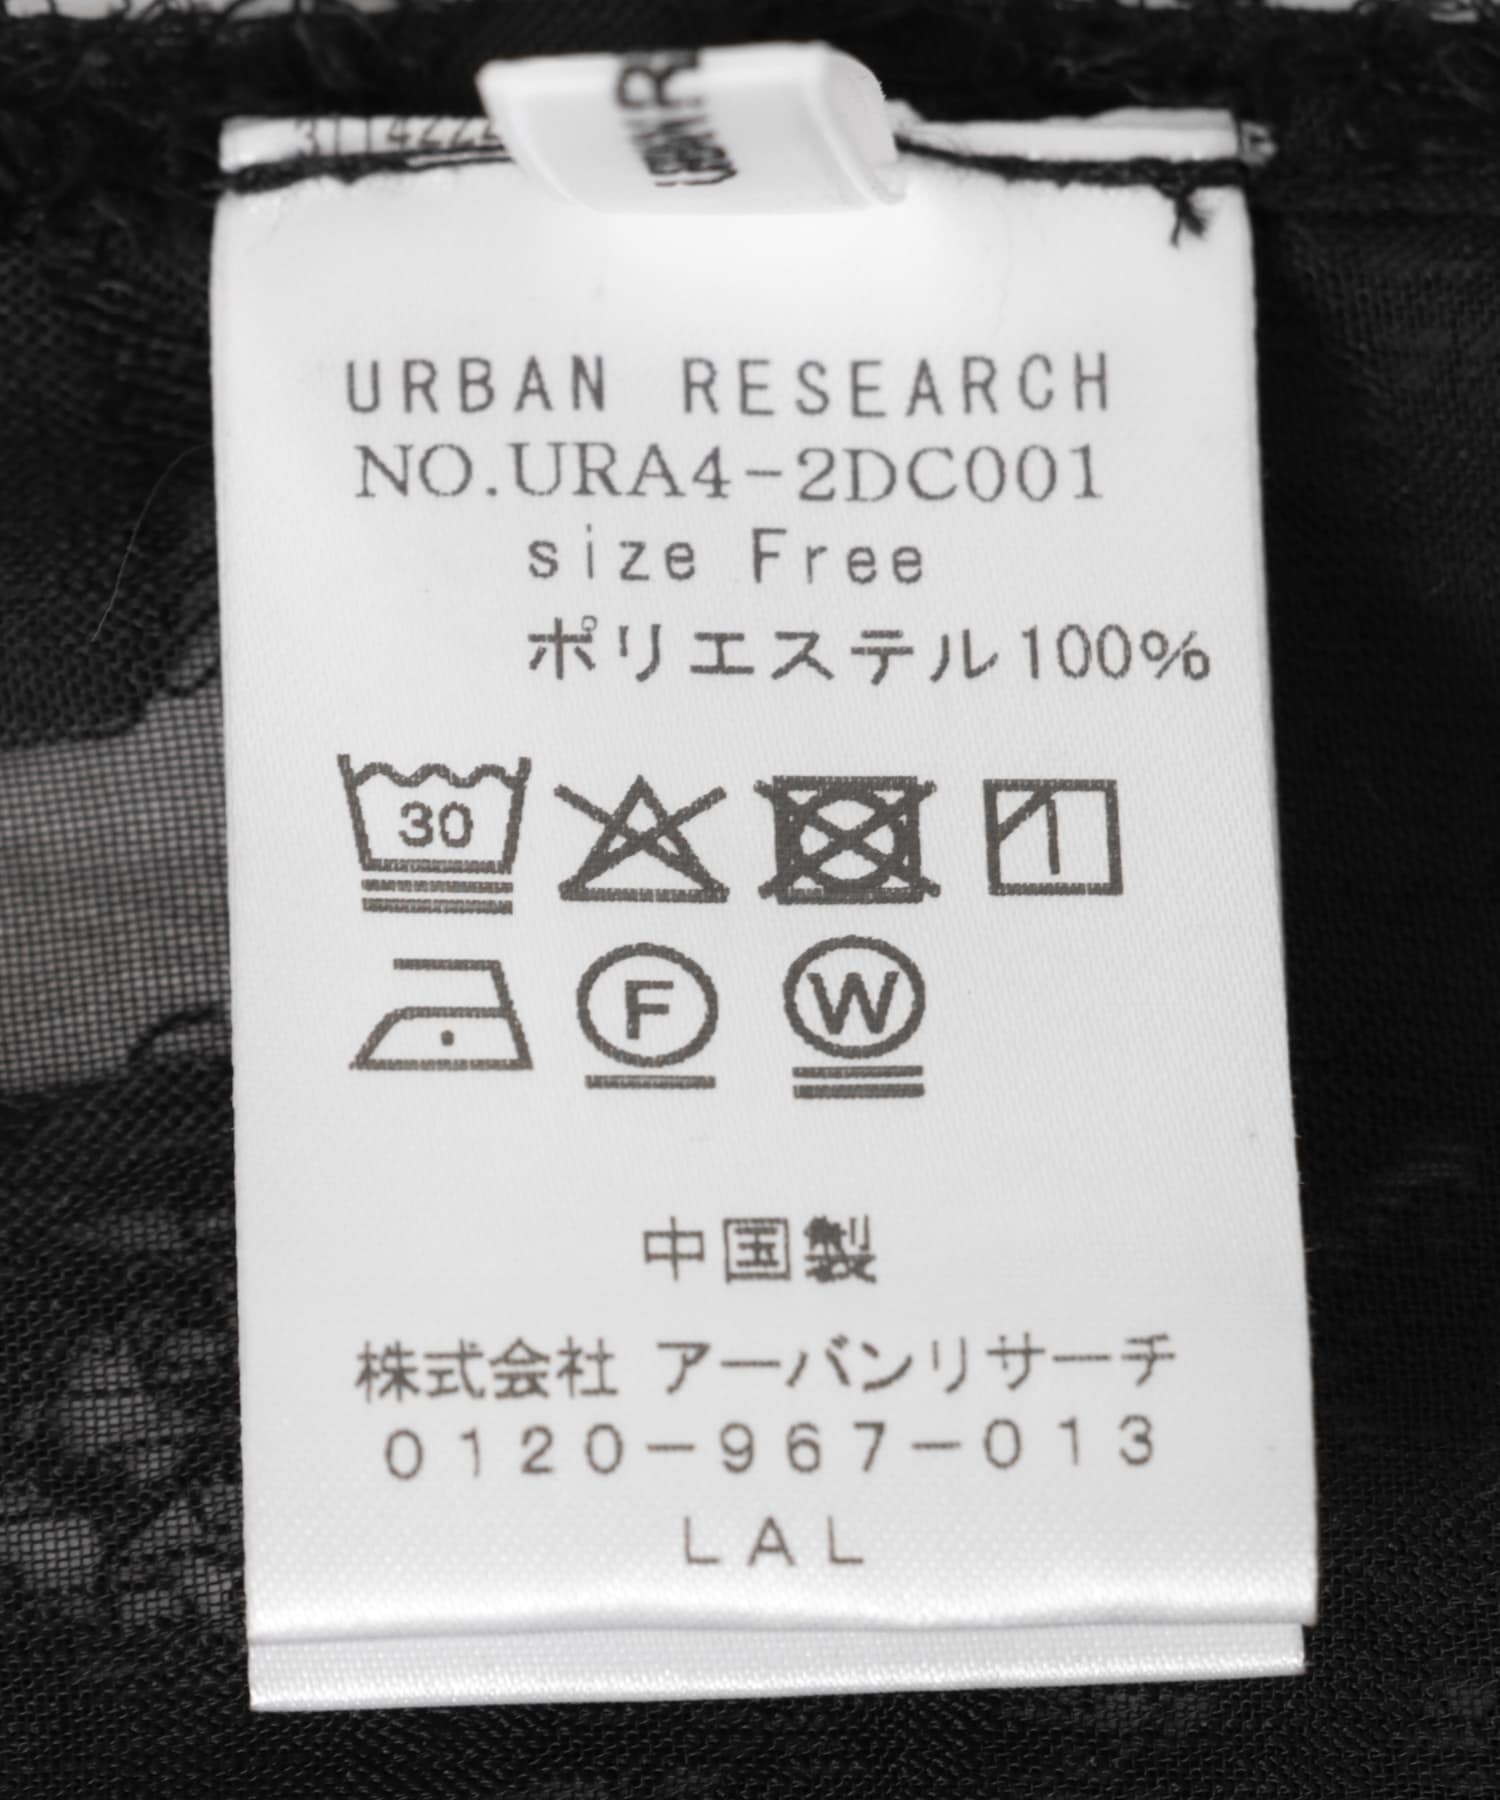 URBAN RESEARCH
NO.URA4-2DC001
size Free
ポリエステル100%
30
F
W
中国製
株式会社 アーバンリサーチ
0120-967-013
LAL